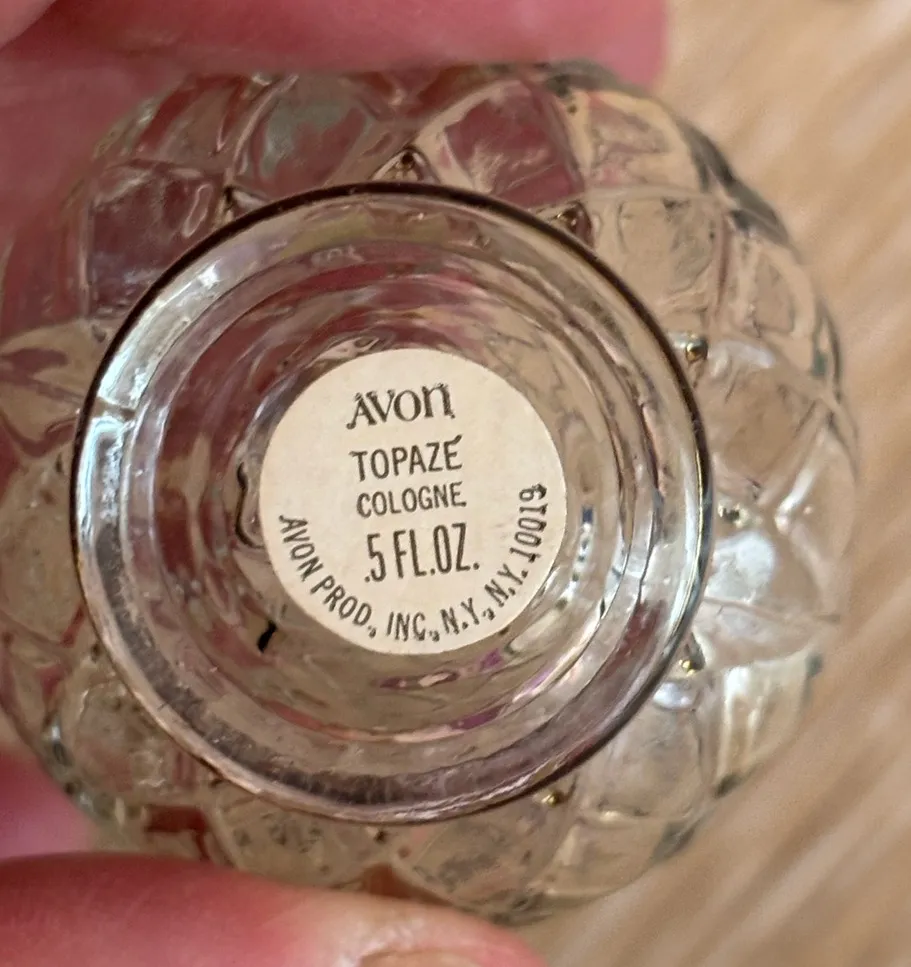 AVON
TOPAZE
COLOGNE
.5 FL.OZ.
AVON PROD., INC., N.Y., N.Y. 10019